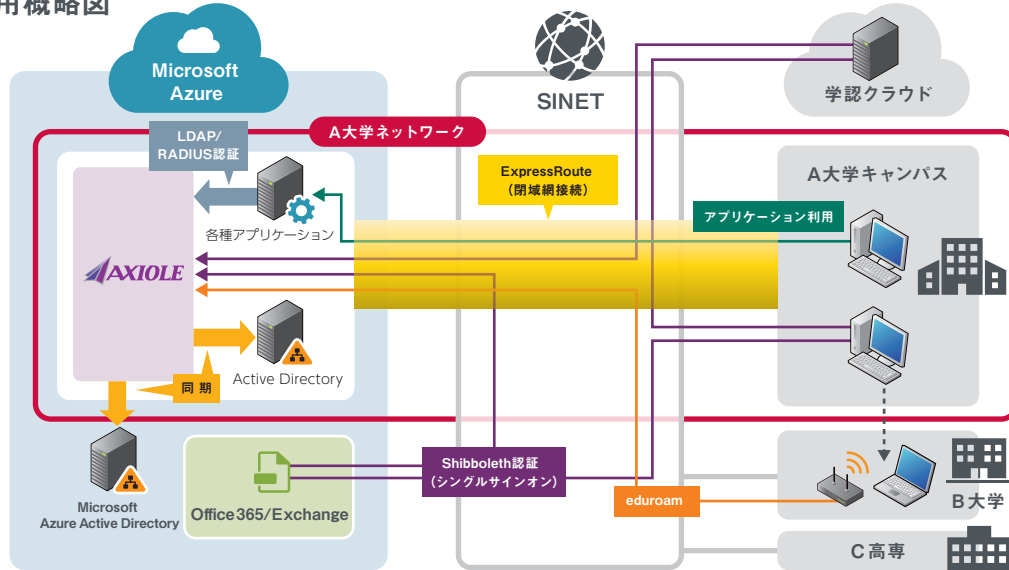 用概略図
Microsoft
Azure
SINET
学認クラウド
A大学ネットワーク
LDAP/
RADIUS認証
ExpressRoute
（閉域網接続）
A大学キャンパス
アプリケーション利用
各種アプリケーション
AXIOLE
同期
Active Directory
Microsoft
Azure Active Directory
Office365/Exchange
Shibboleth認証
（シングルサインオン）
eduroam
B大学
C高専